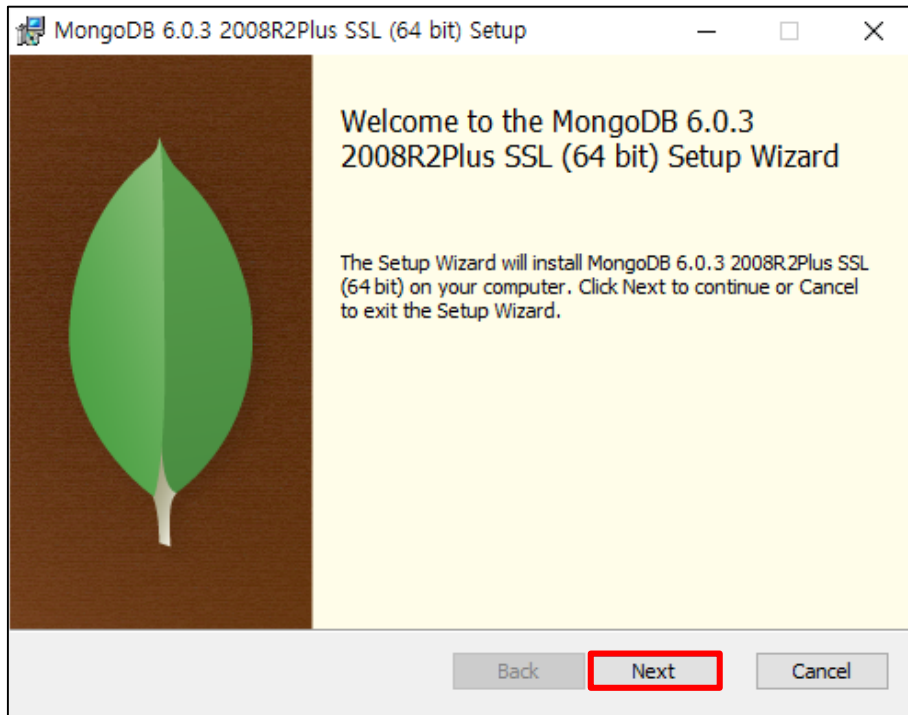 MongoDB 6.0.3 2008R2Plus SSL (64 bit) Setup
Welcome to the MongoDB 6.0.3
2008R2Plus SSL (64 bit) Setup Wizard
The Setup Wizard will install MongoDB 6.0.3 2008R2Plus SSL
(64 bit) on your computer. Click Next to continue or Cancel
to exit the Setup Wizard.
Back
Next
Cancel